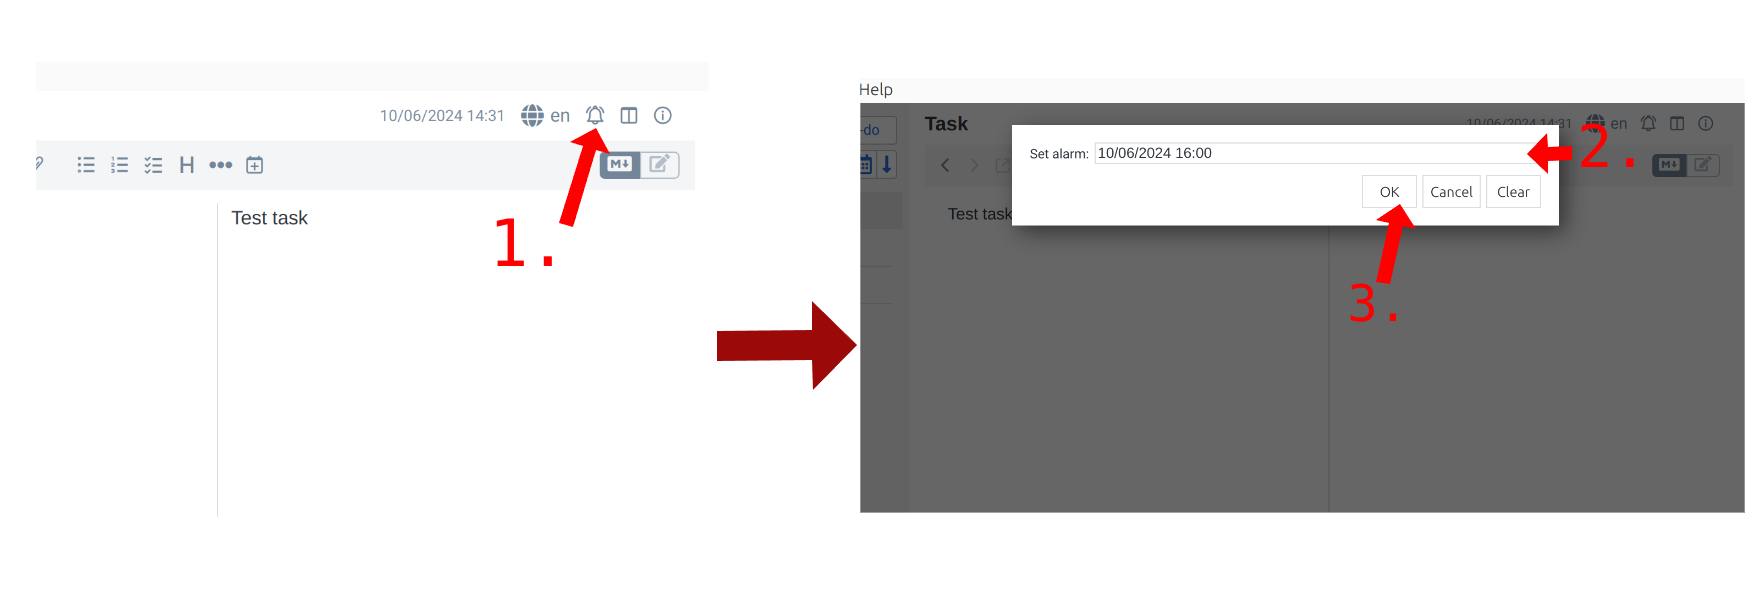 10/06/2024 14:31 en
H
M
Test task
1.
Help
-do
Task
10/06/2024 14:31 en
Set alarm: 10/06/2024 16:00
2.
M
OK Cancel Clear
Test task
3.